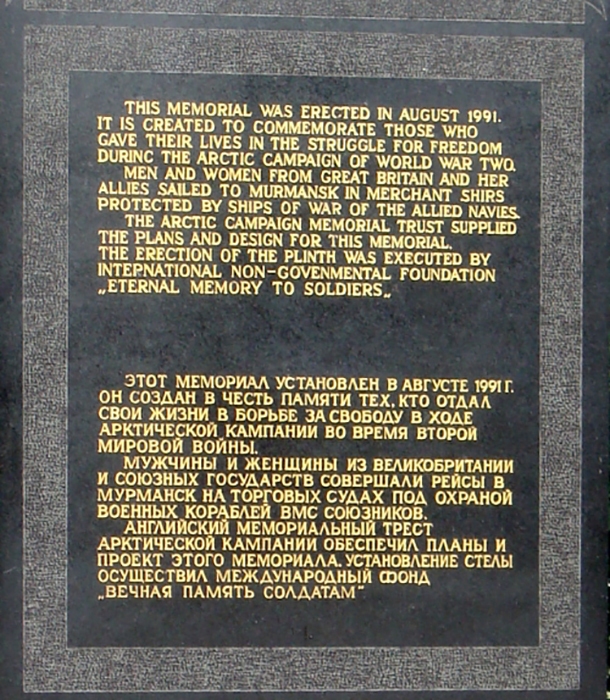 THIS MEMORIAL WAS ERECTED IN AUGUST 1991.
IT IS CREATED TO COMMEMORATE THOSE WHO
GAVE THEIR LIVES IN THE STRUGGLE FOR FREEDOM
DURING THE ARCTIC CAMPAIGN OF WORLD WAR TWO.
MEN AND WOMEN FROM GREAT BRITAIN AND HER
ALLIES SAILED TO MURMANSK IN MERCHANT SHIRS
PROTECTED BY SHIPS OF WAR OF THE ALLIED NAVIES.
THE ARCTIC CAMPAIGN MEMORIAL TRUST SUPPLIED
THE PLANS AND DESIGN FOR THIS MEMORIAL.
THE ERECTION OF THE PLINTH WAS EXECUTED BY
INTERNATIONAL NON-GOVENMENTAL FOUNDATION
„ETERNAL MEMORY TO SOLDIERS„
ЭТОТ МЕМОРИАЛ УСТАНОВЛЕН В АВГУСТЕ 1991 Г.
ОН СОЗДАН В ЧЕСТЬ ПАМЯТИ ТЕХ, КТО ОТДАЛ
СВОИ ЖИЗНИ В БОРЬБЕ ЗА СВОБОДУ В ХОДЕ
АРКТИЧЕСКОЙ КАМПАНИИ ВО ВРЕМЯ ВТОРОЙ
МИРОВОЙ ВОЙНЫ.
МУЖЧИНЫ И ЖЕНЩИНЫ ИЗ ВЕЛИКОБРИТАНИИ
И СОЮЗНЫХ ГОСУДАРСТВ СОВЕРШАЛИ РЕЙСЫ В
МУРМАНСК НА ТОРГОВЫХ СУДАХ ПОД ОХРАНОЙ
ВОЕННЫХ КОРАБЛЕЙ ВМС СОЮЗНИКОВ.
АНГЛИЙСКИЙ МЕМОРИАЛЬНЫЙ ТРЕСТ
АРКТИЧЕСКОЙ КАМПАНИИ ОБЕСПЕЧИЛ ПЛАНЫ И
ПРОЕКТ ЭТОГО МЕМОРИАЛА. УСТАНОВЛЕНИЕ СТЕЛЫ
ОСУЩЕСТВИЛ МЕЖДУНАРОДНЫЙ ФОНД
„ВЕЧНАЯ ПАМЯТЬ СОЛДАТАМ"